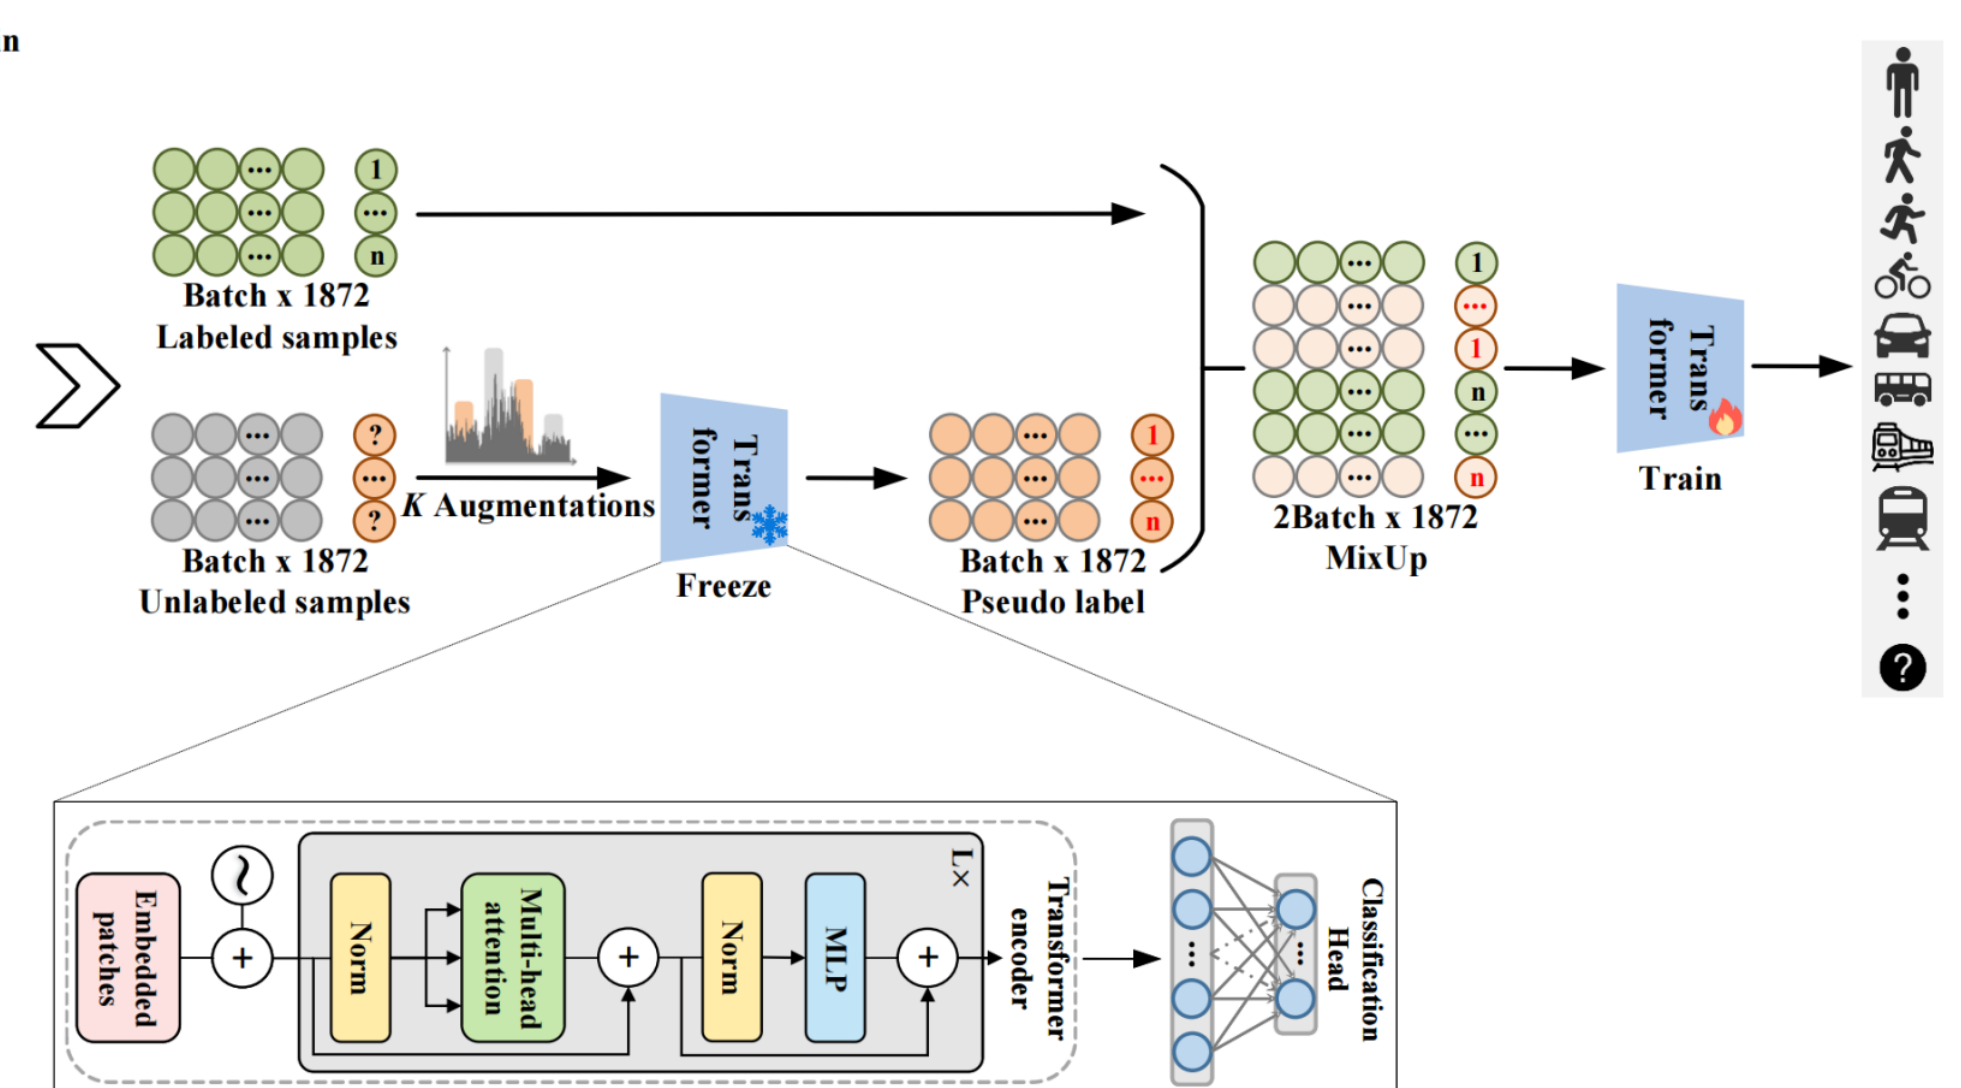 n
1
...
n
Batch x 1872
Labeled samples
?
...
?
Batch x 1872
Unlabeled samples
K Augmentations
Trans
former
Freeze
1
...
n
Batch x 1872
Pseudo label
1
...
1
n
...
n
2Batch x 1872
MixUp
Trans
former
Train
?
Embedded
patches
Norm
Multi-head
attention
Norm
MLP
L×
Transformer
encoder
Classification
Head